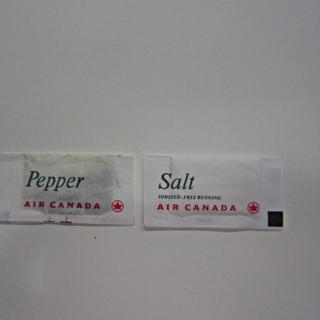 Pepper
AIR CANADA
Salt
IODIZED-FREE RUNNING
AIR CANADA